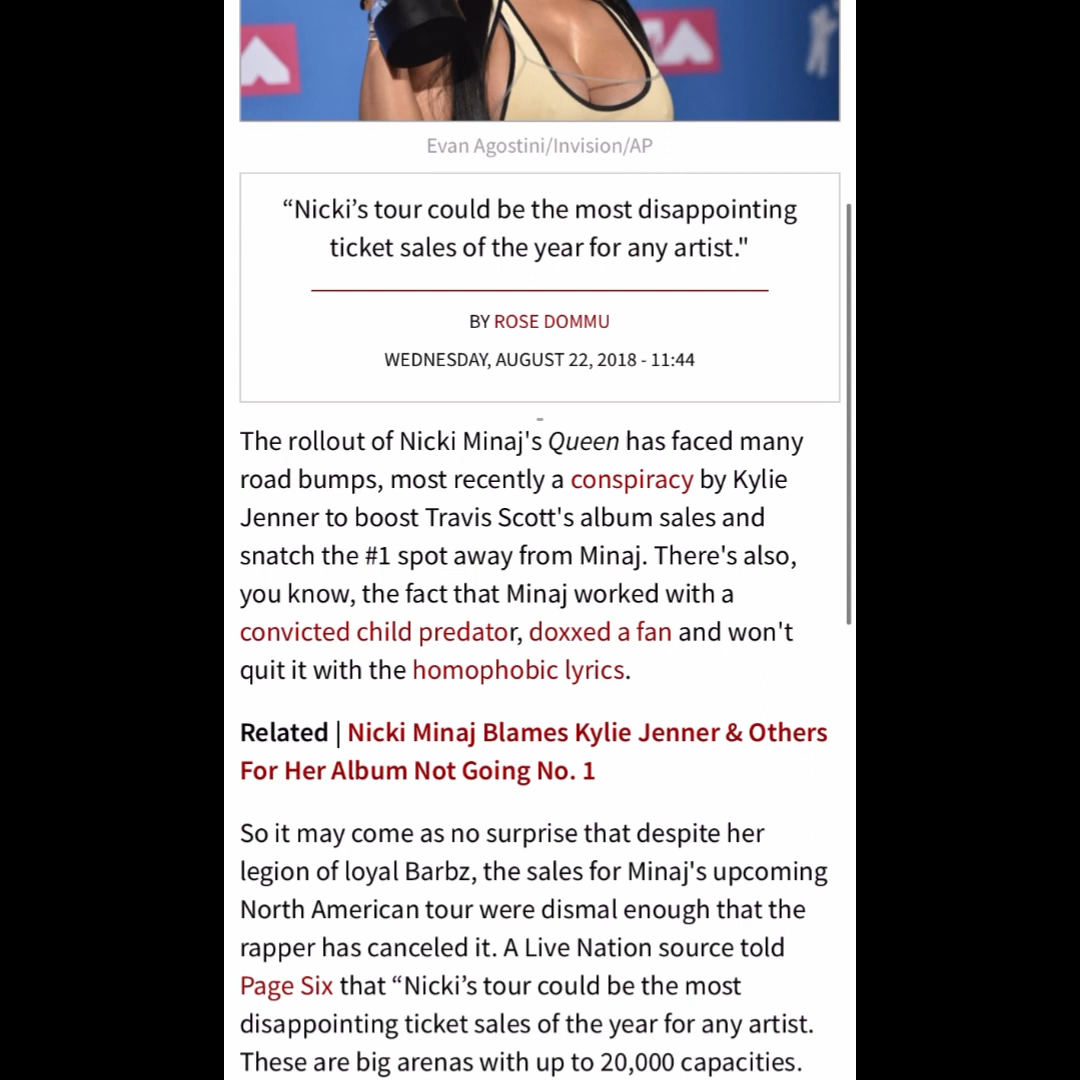 Evan Agostini/Invision/AP
“Nicki’s tour could be the most disappointing
ticket sales of the year for any artist."
BY ROSE DOMMU
WEDNESDAY, AUGUST 22, 2018 - 11:44
The rollout of Nicki Minaj's Queen has faced many
road bumps, most recently a conspiracy by Kylie
Jenner to boost Travis Scott's album sales and
snatch the #1 spot away from Minaj. There's also,
you know, the fact that Minaj worked with a
convicted child predator, doxxed a fan and won't
quit it with the homophobic lyrics.
Related | Nicki Minaj Blames Kylie Jenner & Others
For Her Album Not Going No. 1
So it may come as no surprise that despite her
legion of loyal Barbz, the sales for Minaj's upcoming
North American tour were dismal enough that the
rapper has canceled it. A Live Nation source told
Page Six that “Nicki’s tour could be the most
disappointing ticket sales of the year for any artist.
These are big arenas with up to 20,000 capacities.